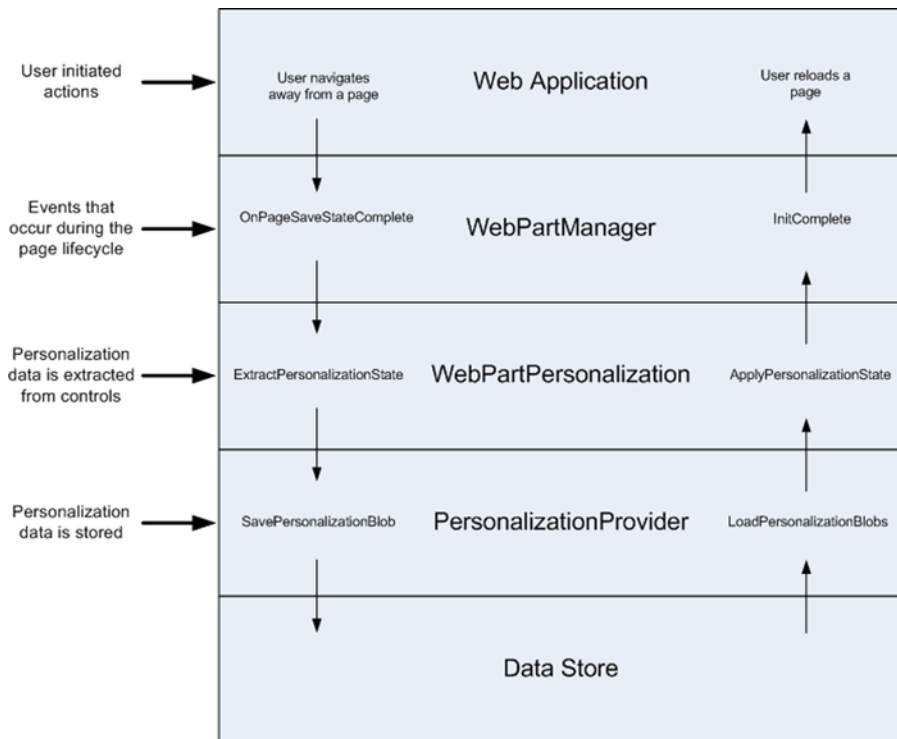 User initiated
actions
User navigates
away from a page
Web Application
User reloads a
page
Events that
occur during the
page lifecycle
OnPageSaveStateComplete
WebPartManager
InitComplete
Personalization
data is extracted
from controls
ExtractPersonalizationState
WebPartPersonalization
ApplyPersonalizationState
Personalization
data is stored
SavePersonalizationBlob
PersonalizationProvider
LoadPersonalizationBlobs
Data Store